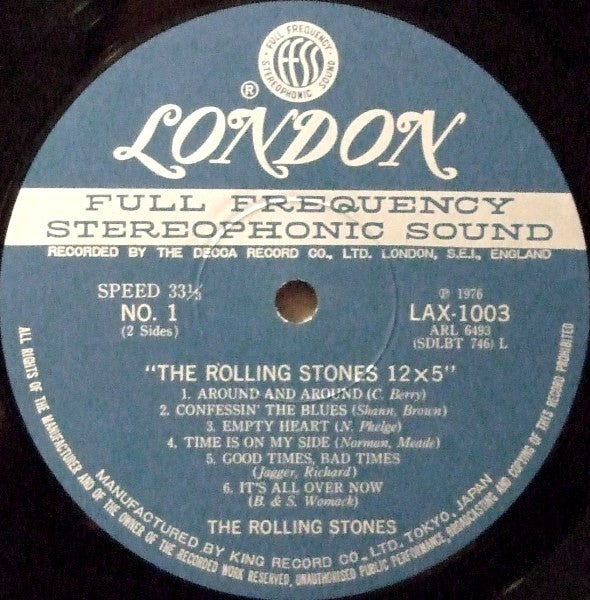 FULL FREQUENCY
FFSS
STEREOPHONIC SOUND
®
LONDON
FULL FREQUENCY
STEREOPHONIC SOUND
RECORDED BY THE DECCA RECORD CO., LTD. LONDON, S.E.I., ENGLAND
SPEED 33⅓
NO. 1
(2 Sides)
℗ 1976
LAX-1003
ARL 6493
(SDLBT 746) L
"THE ROLLING STONES 12×5"
1. AROUND AND AROUND (C. Berry)
2. CONFESSIN' THE BLUES (Shann, Brown)
3. EMPTY HEART (N. Phelge)
4. TIME IS ON MY SIDE (Norman, Meade)
5. GOOD TIMES, BAD TIMES
(Jagger, Richard)
6. IT'S ALL OVER NOW
(B. & S. Womack)
THE ROLLING STONES
MANUFACTURED BY KING RECORD CO., LTD. TOKYO, JAPAN
ALL RIGHTS OF THE MANUFACTURER AND OF THE OWNER OF THE RECORDED WORK RESERVED, UNAUTHORISED PUBLIC PERFORMANCE, BROADCASTING AND COPYING OF THIS RECORD PROHIBITED